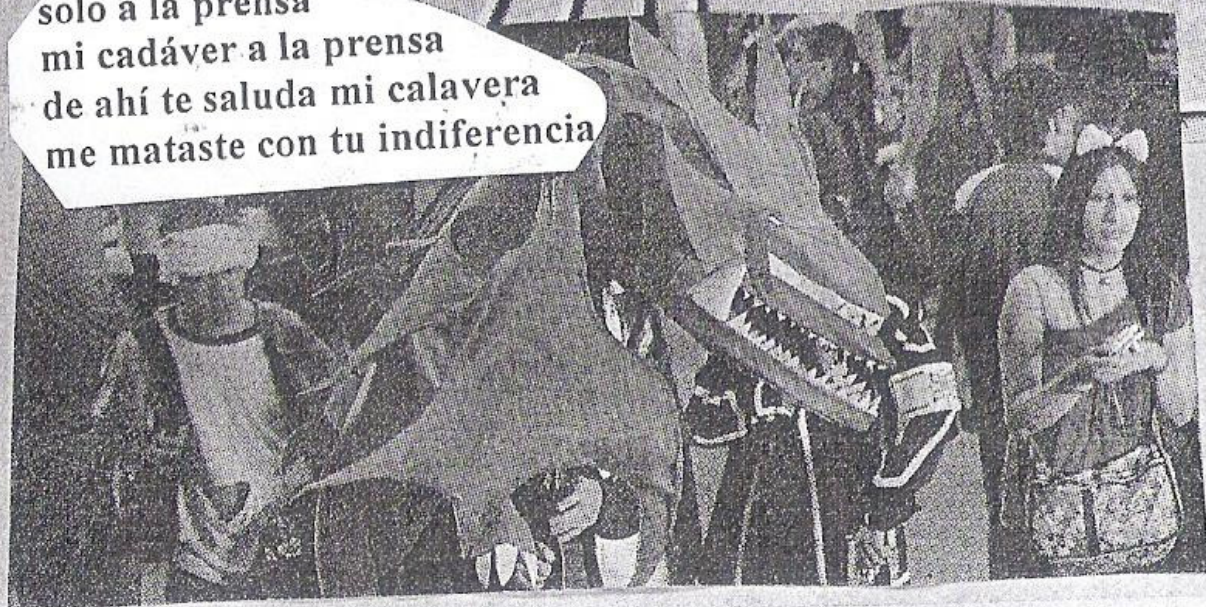 solo a la prensa
mi cadáver a la prensa
de ahí te saluda mi calavera
me mataste con tu indiferencia